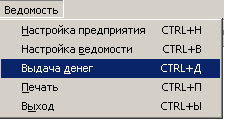 Ведомость
Настройка предприятия CTRL+Н
Настройка ведомости CTRL+В
Выдача денег CTRL+Д
Печать CTRL+П
Выход CTRL+Ы